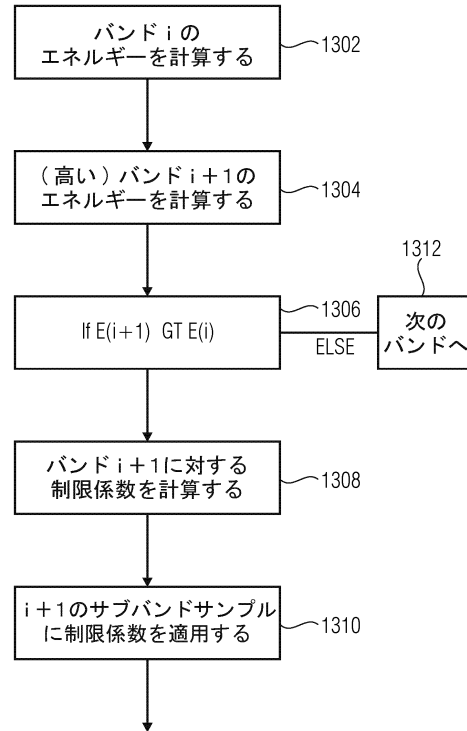 バンドiの
エネルギーを計算する
1302
(高い)バンドi+1の
エネルギーを計算する
1304
1312
If E(i+1) GT E(i)
1306
ELSE
次の
バンドへ
バンドi+1に対する
制限係数を計算する
1308
i+1のサブバンドサンプル
に制限係数を適用する
1310